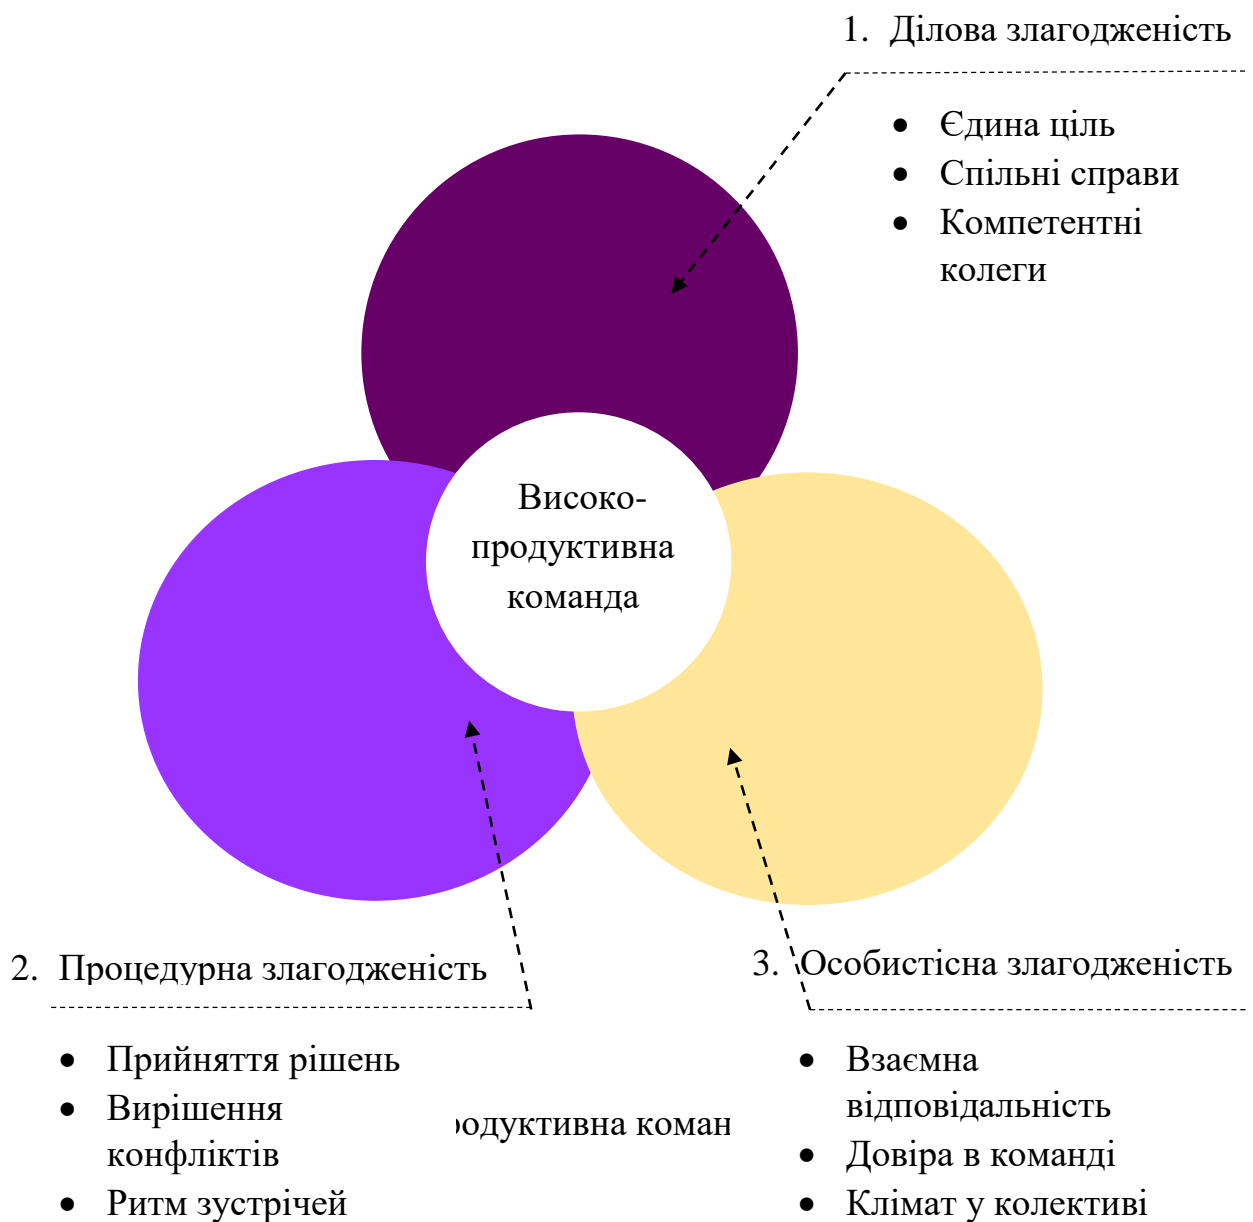 1. Ділова злагодженість
• Єдина ціль
• Спільні справи
• Компетентні
колеги
Високо-
продуктивна
команда
2. Процедурна злагодженість
• Прийняття рішень
• Вирішення
конфліктів
• Ритм зустрічей
одуктивна коман
3. Особистісна злагодженість
• Взаємна
відповідальність
• Довіра в команді
• Клімат у колективі